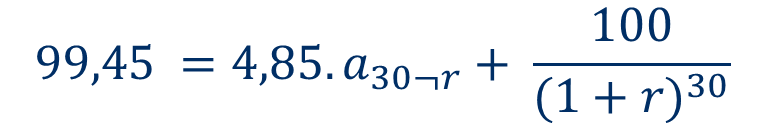 99,45 = 4,85. a₃₀¬ᵣ + 100 / (1 + r)³⁰